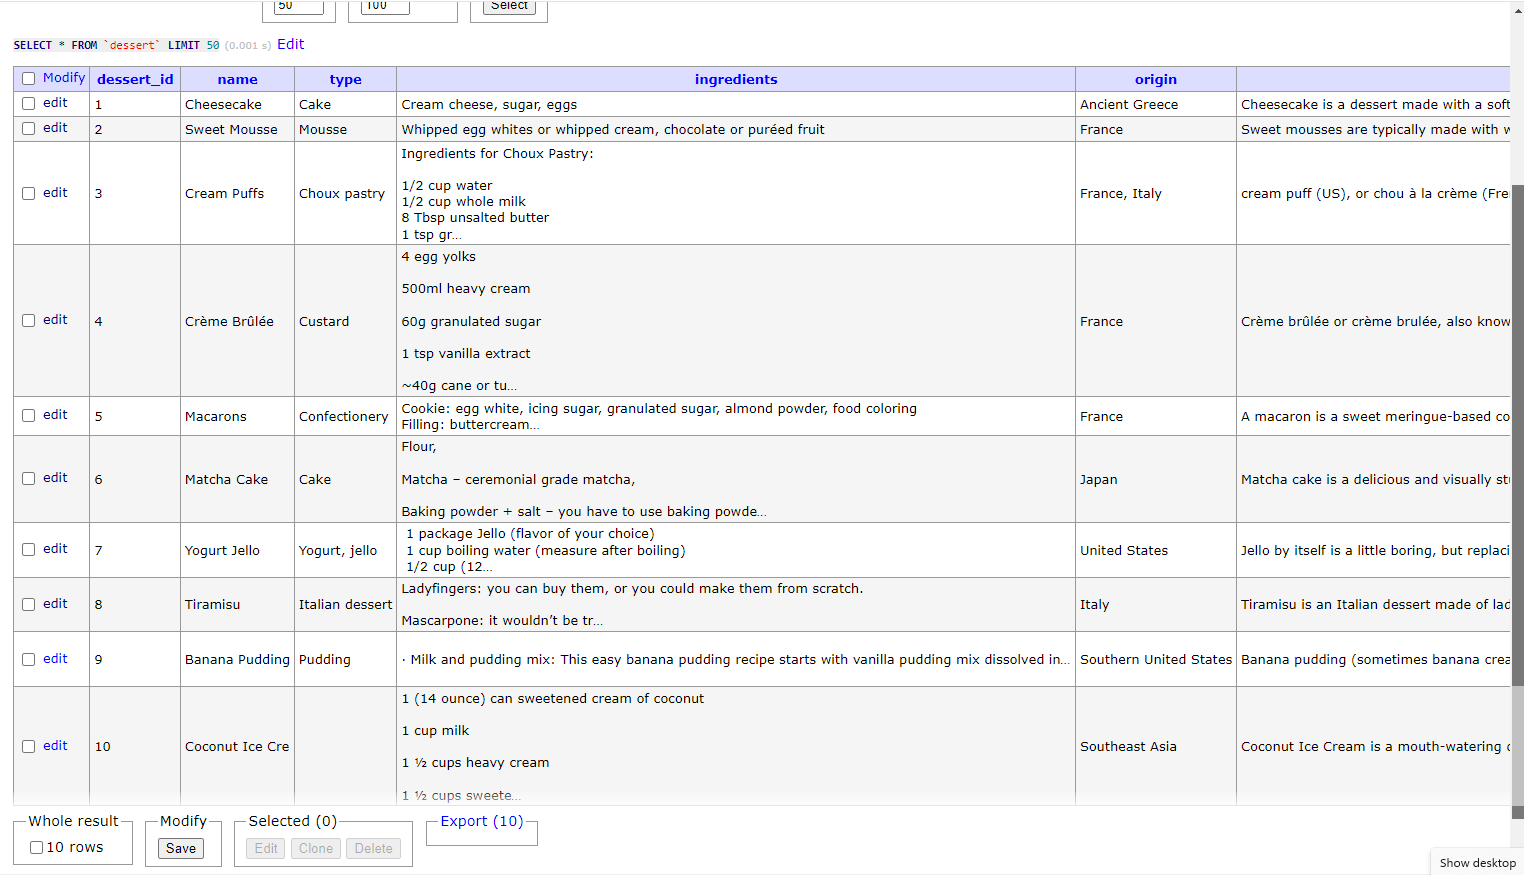 50 100 Select
SELECT * FROM `dessert` LIMIT 50 (0.001 s) Edit
Modify dessert_id name type ingredients origin
edit 1 Cheesecake Cake Cream cheese, sugar, eggs Ancient Greece Cheesecake is a dessert made with a soft
edit 2 Sweet Mousse Mousse Whipped egg whites or whipped cream, chocolate or puréed fruit France Sweet mousses are typically made with w
edit 3 Cream Puffs Choux pastry Ingredients for Choux Pastry:
1/2 cup water
1/2 cup whole milk
8 Tbsp unsalted butter
1 tsp gr…
France, Italy cream puff (US), or chou à la crème (Fre
edit 4 Crème Brûlée Custard 4 egg yolks
500ml heavy cream
60g granulated sugar
1 tsp vanilla extract
~40g cane or tu…
France Crème brûlée or crème brulée, also know
edit 5 Macarons Confectionery Cookie: egg white, icing sugar, granulated sugar, almond powder, food coloring
Filling: buttercream…
France A macaron is a sweet meringue-based co
edit 6 Matcha Cake Cake Flour,
Matcha – ceremonial grade matcha,
Baking powder + salt – you have to use baking powde…
Japan Matcha cake is a delicious and visually stu
edit 7 Yogurt Jello Yogurt, jello 1 package Jello (flavor of your choice)
1 cup boiling water (measure after boiling)
1/2 cup (12…
United States Jello by itself is a little boring, but replaci
edit 8 Tiramisu Italian dessert Ladyfingers: you can buy them, or you could make them from scratch.
Mascarpone: it wouldn’t be tr…
Italy Tiramisu is an Italian dessert made of lad
edit 9 Banana Pudding Pudding · Milk and pudding mix: This easy banana pudding recipe starts with vanilla pudding mix dissolved in… Southern United States Banana pudding (sometimes banana crea
edit 10 Coconut Ice Cre 1 (14 ounce) can sweetened cream of coconut
1 cup milk
1 ½ cups heavy cream
1 ½ cups sweete…
Southeast Asia Coconut Ice Cream is a mouth-watering
Whole result Modify Selected (0) Export (10)
10 rows Save Edit Clone Delete
Show desktop